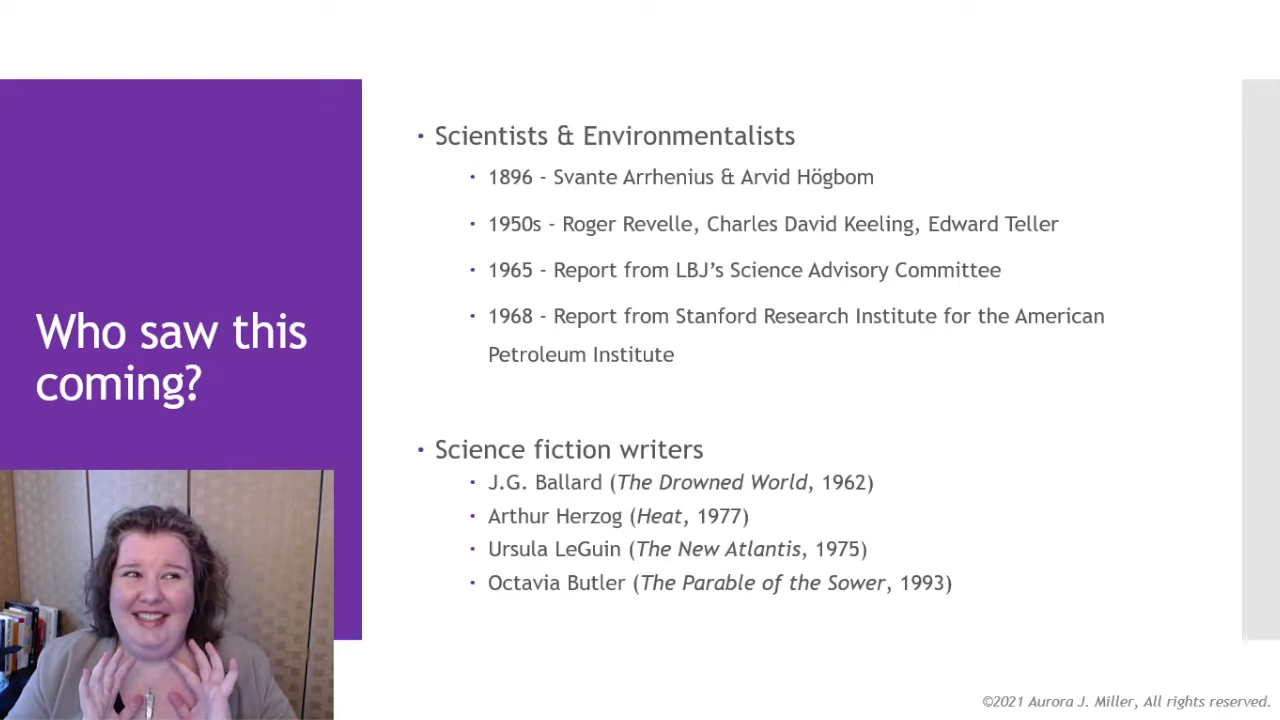 Who saw this
coming?
• Scientists & Environmentalists
• 1896 - Svante Arrhenius & Arvid Högbom
• 1950s - Roger Revelle, Charles David Keeling, Edward Teller
• 1965 - Report from LBJ’s Science Advisory Committee
• 1968 - Report from Stanford Research Institute for the American
Petroleum Institute
• Science fiction writers
• J.G. Ballard (The Drowned World, 1962)
• Arthur Herzog (Heat, 1977)
• Ursula LeGuin (The New Atlantis, 1975)
• Octavia Butler (The Parable of the Sower, 1993)
©2021 Aurora J. Miller, All rights reserved.